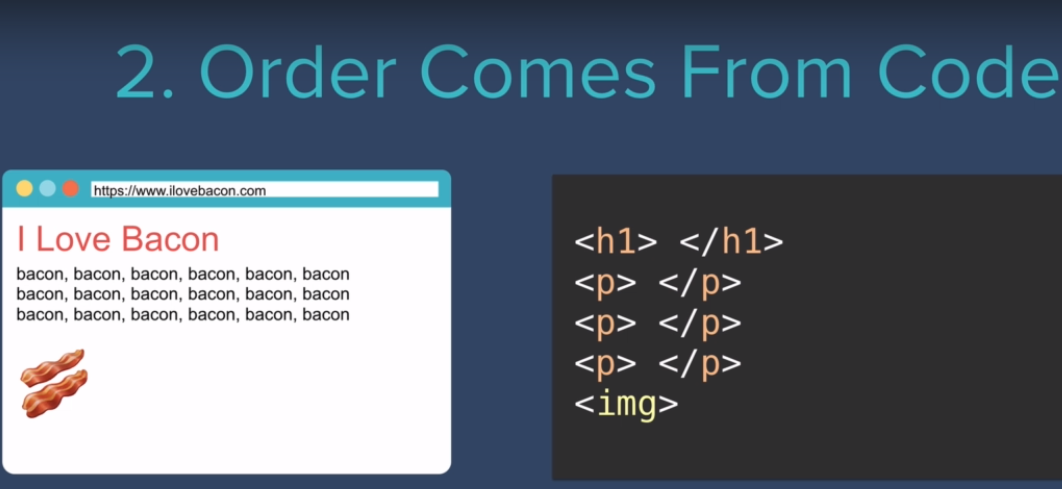 2. Order Comes From Code
https://www.ilovebacon.com
I Love Bacon
bacon, bacon, bacon, bacon, bacon, bacon
bacon, bacon, bacon, bacon, bacon, bacon
bacon, bacon, bacon, bacon, bacon, bacon
<h1> </h1>
<p> </p>
<p> </p>
<p> </p>
<img>